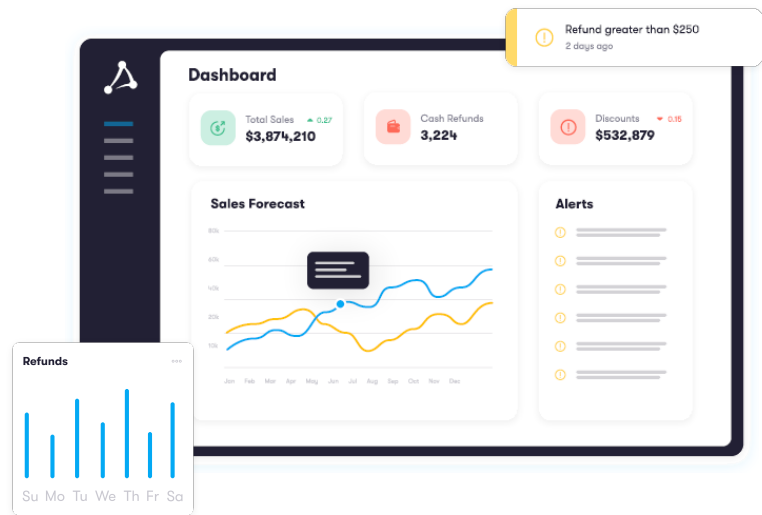 Refund greater than $250
2 days ago
Dashboard
Total Sales 0.27
$3,874,210
Cash Refunds
3,224
Discounts 0.15
$532,879
Sales Forecast
80k
60k
40k
20k
10k
Jan Feb Mar Apr May Jun Jul Aug Sep Oct Nov Dec
Alerts
Refunds
Su Mo Tu We Th Fr Sa